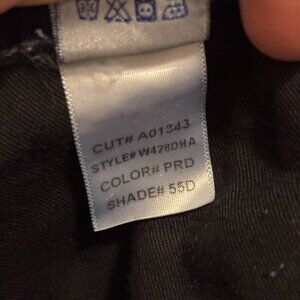 CUT# A01343
STYLE# W428DHA
COLOR# PRD
SHADE# 55D